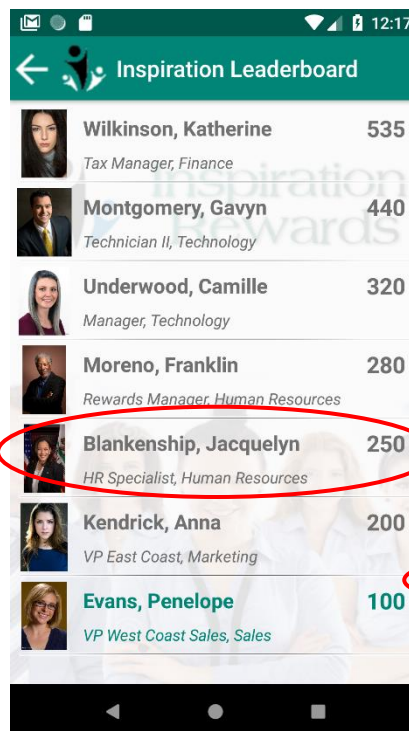 12:17
Inspiration Leaderboard
Wilkinson, Katherine 535
Tax Manager, Finance
Inspiration
Rewards
Montgomery, Gavyn 440
Technician II, Technology
Underwood, Camille 320
Manager, Technology
Moreno, Franklin 280
Rewards Manager, Human Resources
Blankenship, Jacquelyn 250
HR Specialist, Human Resources
Kendrick, Anna 200
VP East Coast, Marketing
Evans, Penelope 100
VP West Coast Sales, Sales